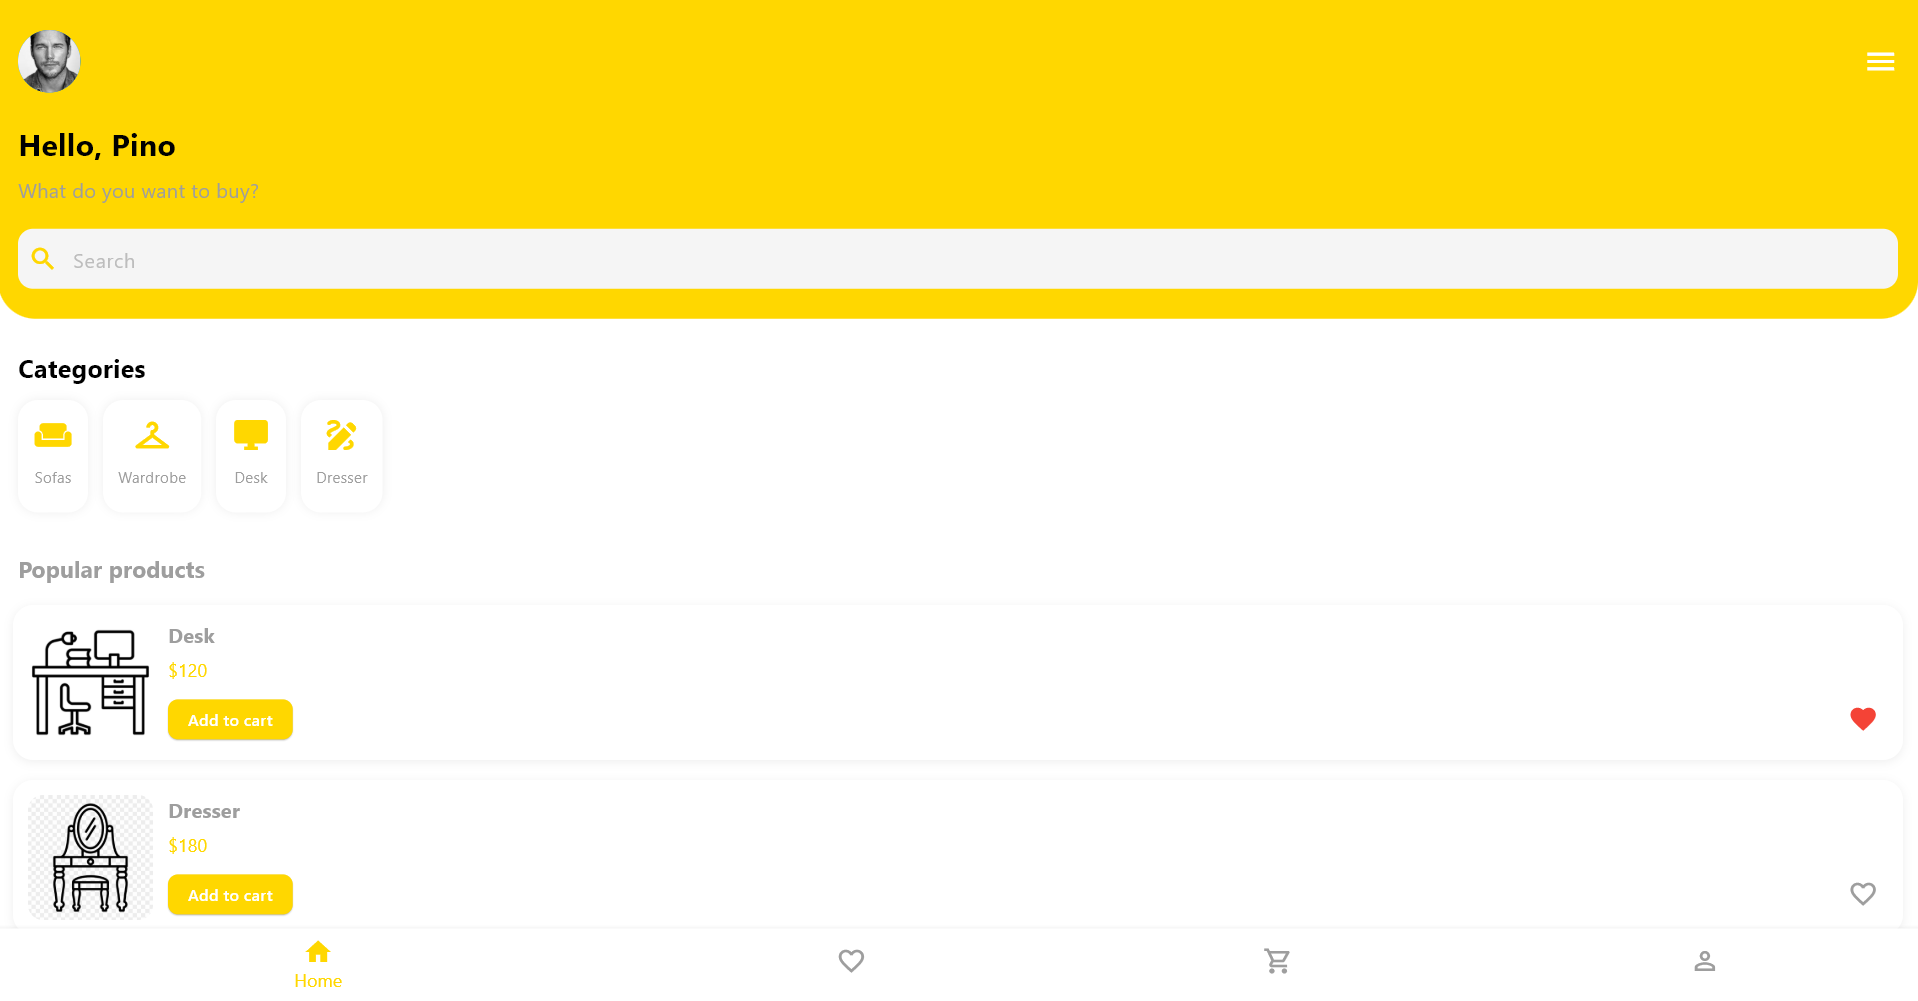 Hello, Pino
What do you want to buy?
Search
Categories
Sofas
Wardrobe
Desk
Dresser
Popular products
Desk
$120
Add to cart
Dresser
$180
Add to cart
Home